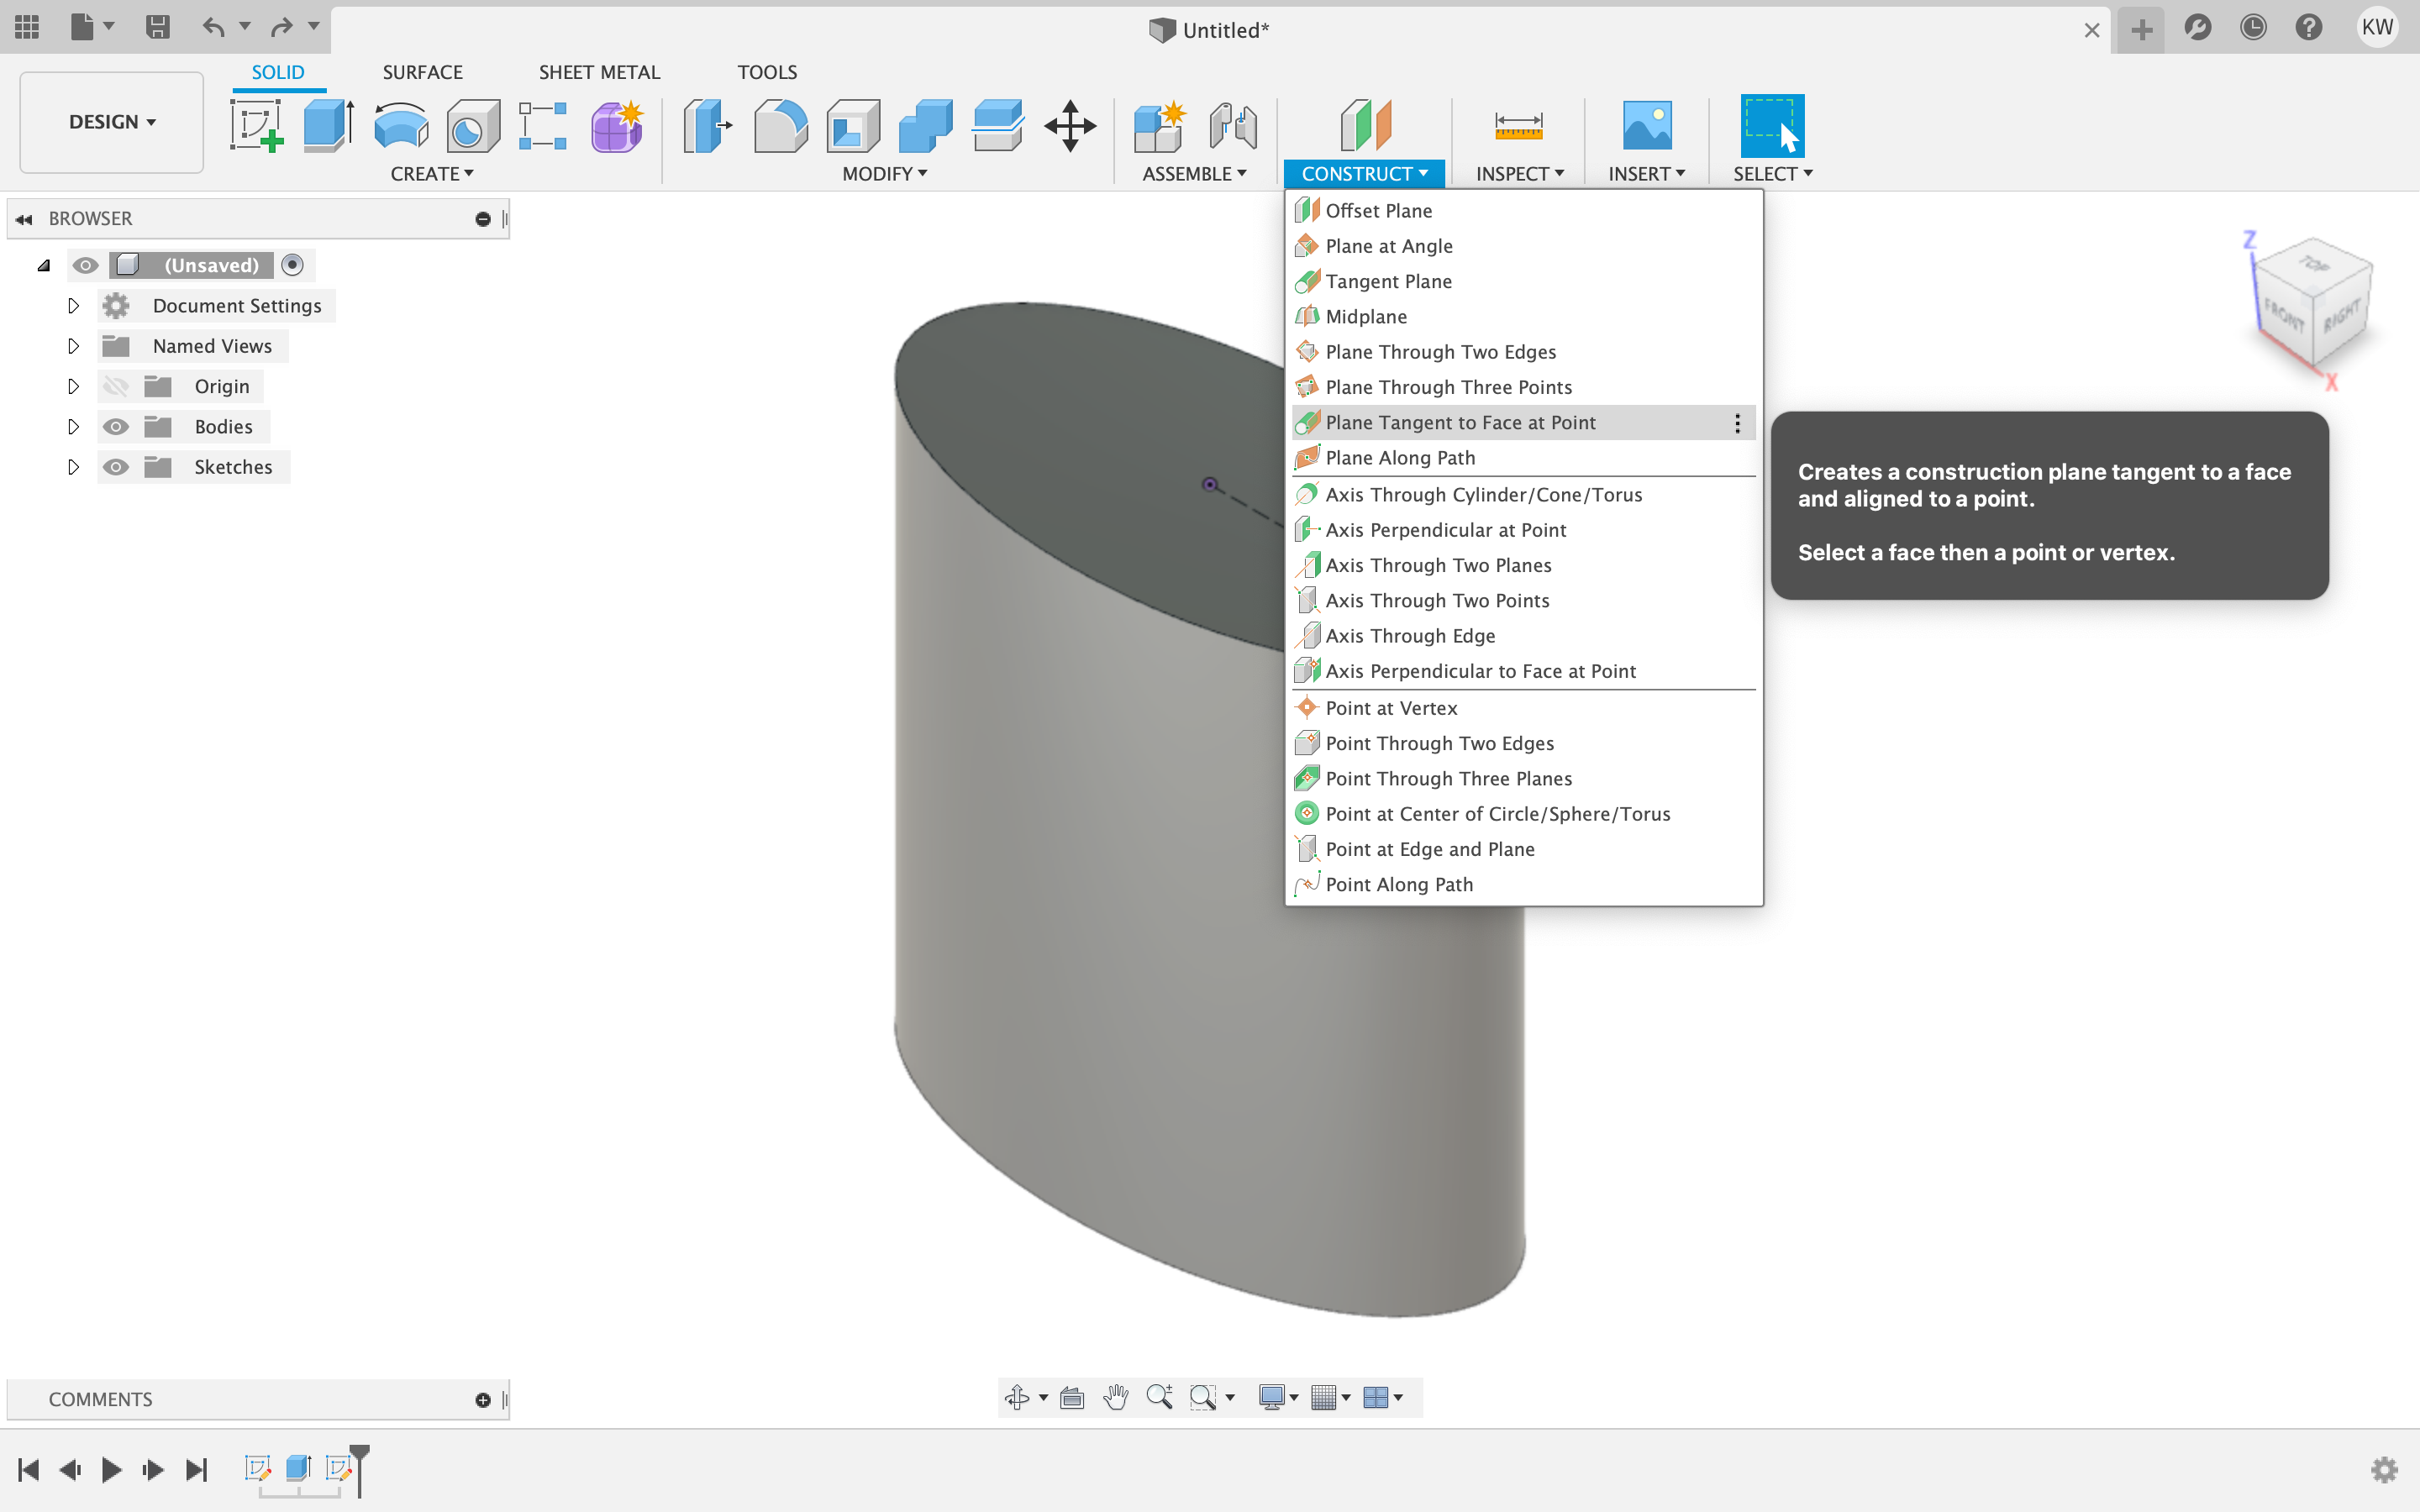 Untitled*
KW
SOLID
SURFACE
SHEET METAL
TOOLS
DESIGN
CREATE
MODIFY
ASSEMBLE
CONSTRUCT
INSPECT
INSERT
SELECT
BROWSER
(Unsaved)
Document Settings
Named Views
Origin
Bodies
Sketches
Offset Plane
Plane at Angle
Tangent Plane
Midplane
Plane Through Two Edges
Plane Through Three Points
Plane Tangent to Face at Point
Plane Along Path
Axis Through Cylinder/Cone/Torus
Axis Perpendicular at Point
Axis Through Two Planes
Axis Through Two Points
Axis Through Edge
Axis Perpendicular to Face at Point
Point at Vertex
Point Through Two Edges
Point Through Three Planes
Point at Center of Circle/Sphere/Torus
Point at Edge and Plane
Point Along Path
Creates a construction plane tangent to a face
and aligned to a point.
Select a face then a point or vertex.
Z
TOP
FRONT
RIGHT
X
COMMENTS